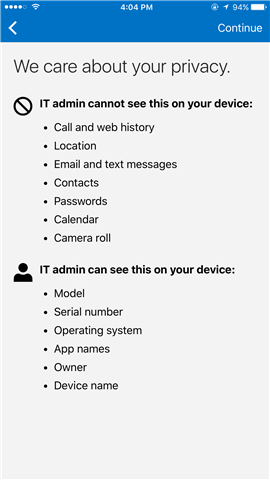 4:04 PM 94%
Continue
We care about your privacy.
IT admin cannot see this on your device:
• Call and web history
• Location
• Email and text messages
• Contacts
• Passwords
• Calendar
• Camera roll
IT admin can see this on your device:
• Model
• Serial number
• Operating system
• App names
• Owner
• Device name